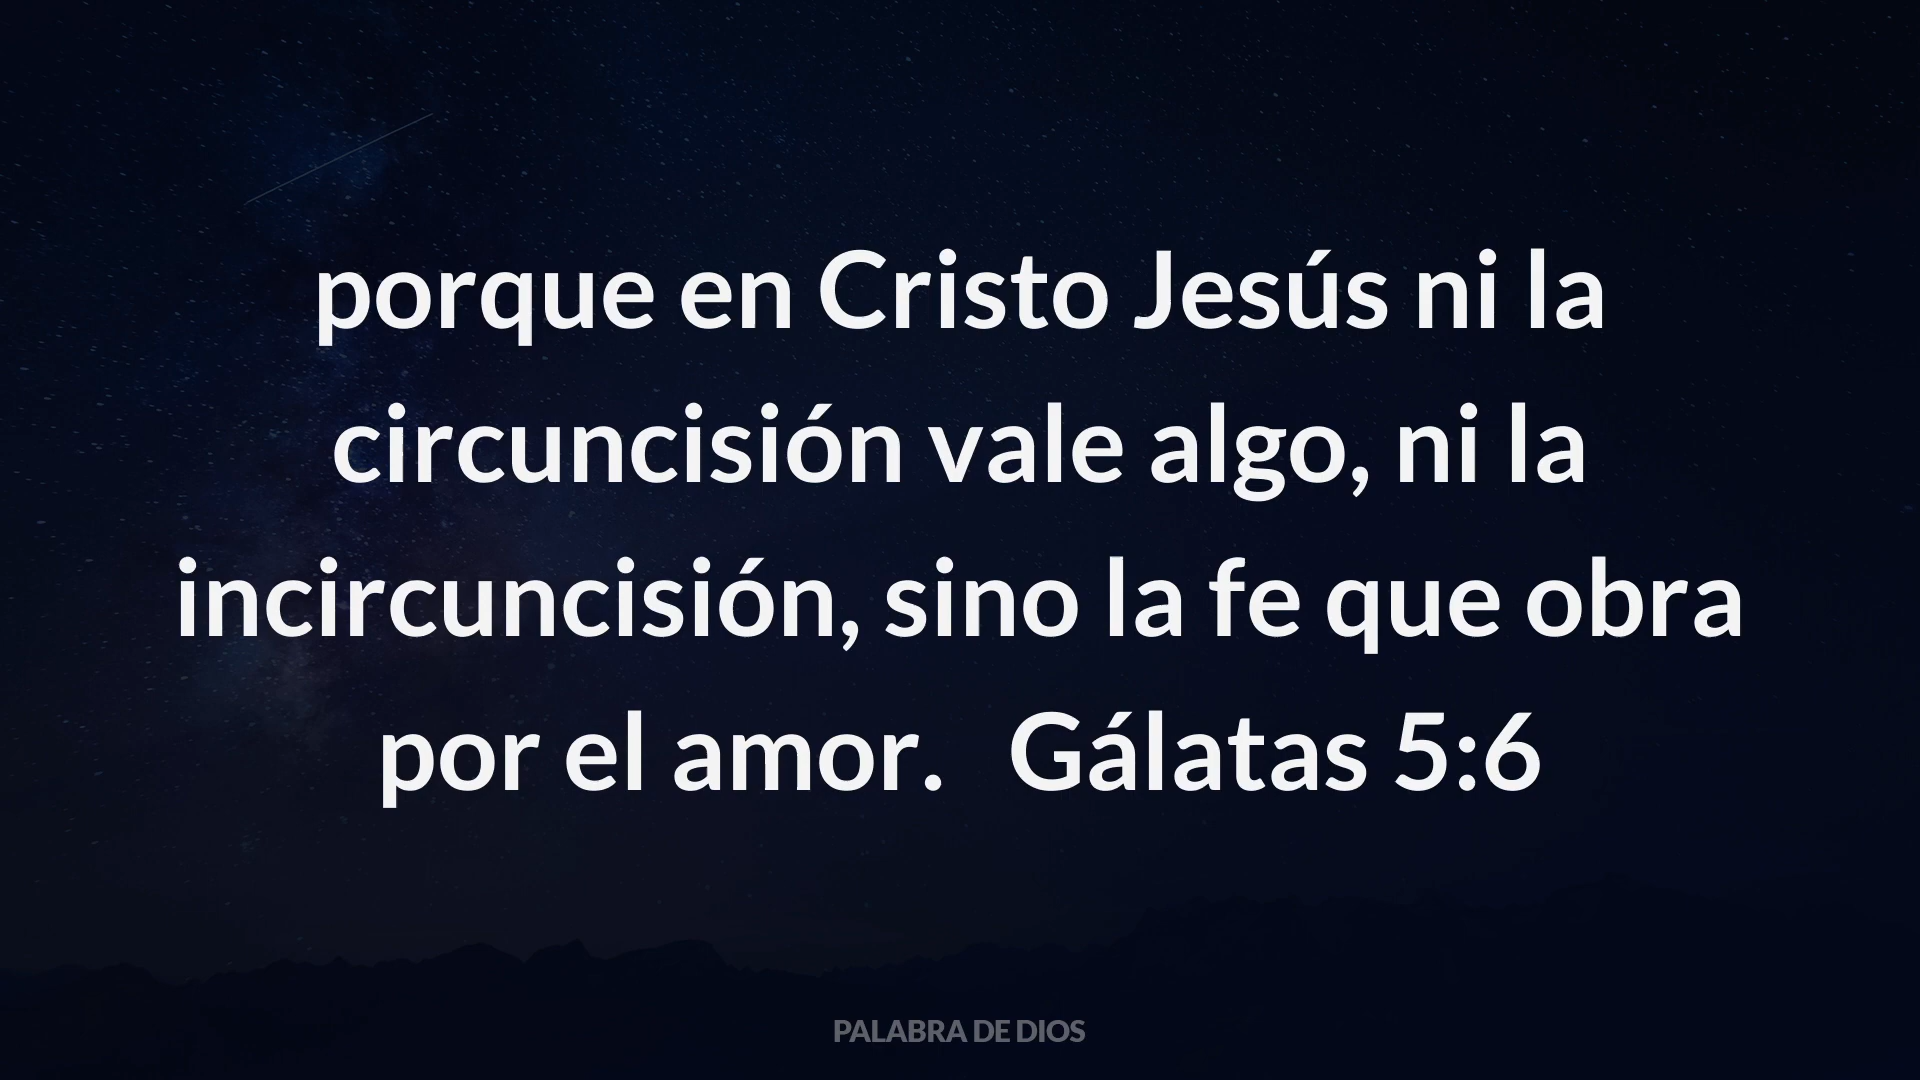 porque en Cristo Jesús ni la
circuncisión vale algo, ni la
incircuncisión, sino la fe que obra
por el amor.   Gálatas 5:6
PALABRA DE DIOS